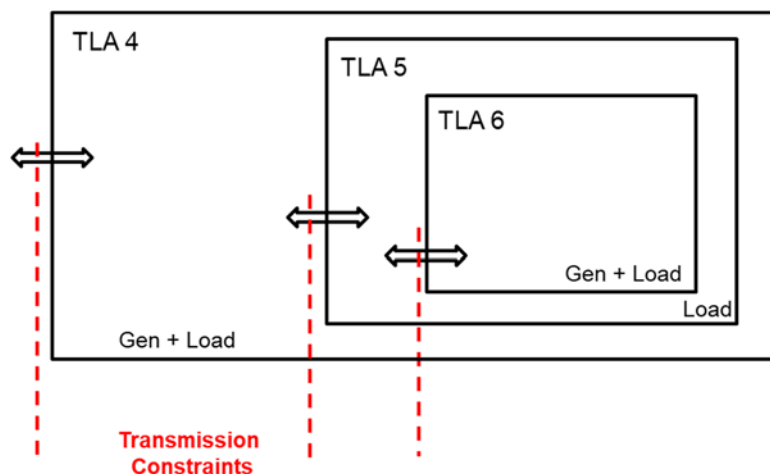 TLA 4
TLA 5
TLA 6
Gen + Load
Load
Gen + Load
Transmission
Constraints